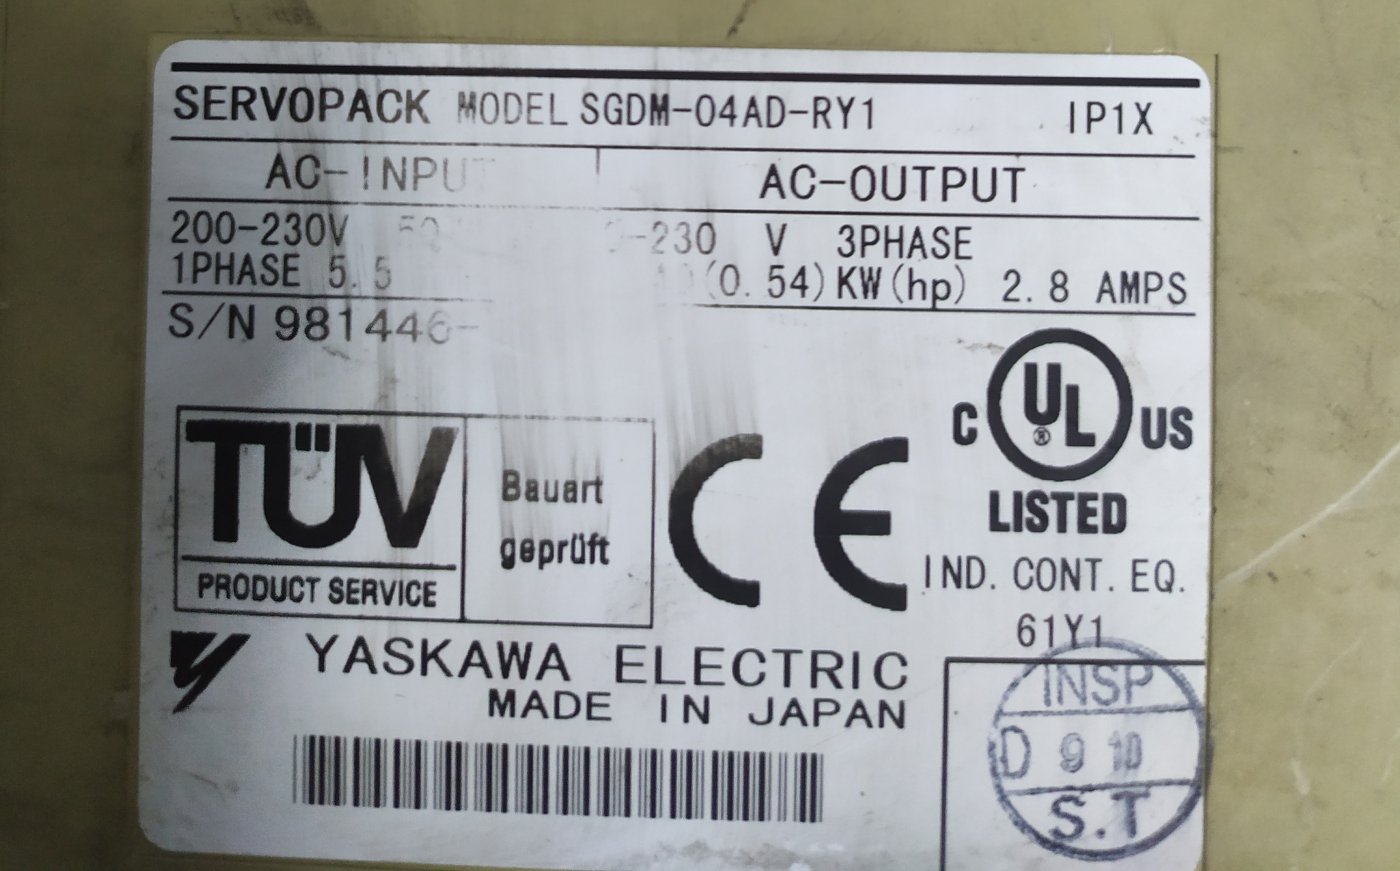 SERVOPACK MODEL SGDM-04AD-RY1 IP1X
AC-INPUT AC-OUTPUT
200-230V 50 -230 V 3PHASE
1PHASE 5.5 (0.54)KW(hp) 2.8 AMPS
S/N 981446-
TÜV
PRODUCT SERVICE
Bauart
geprüft
CE
C UL ® US
LISTED
IND. CONT. EQ.
61Y1
YASKAWA ELECTRIC
MADE IN JAPAN
INSP
D 9 10
S.T